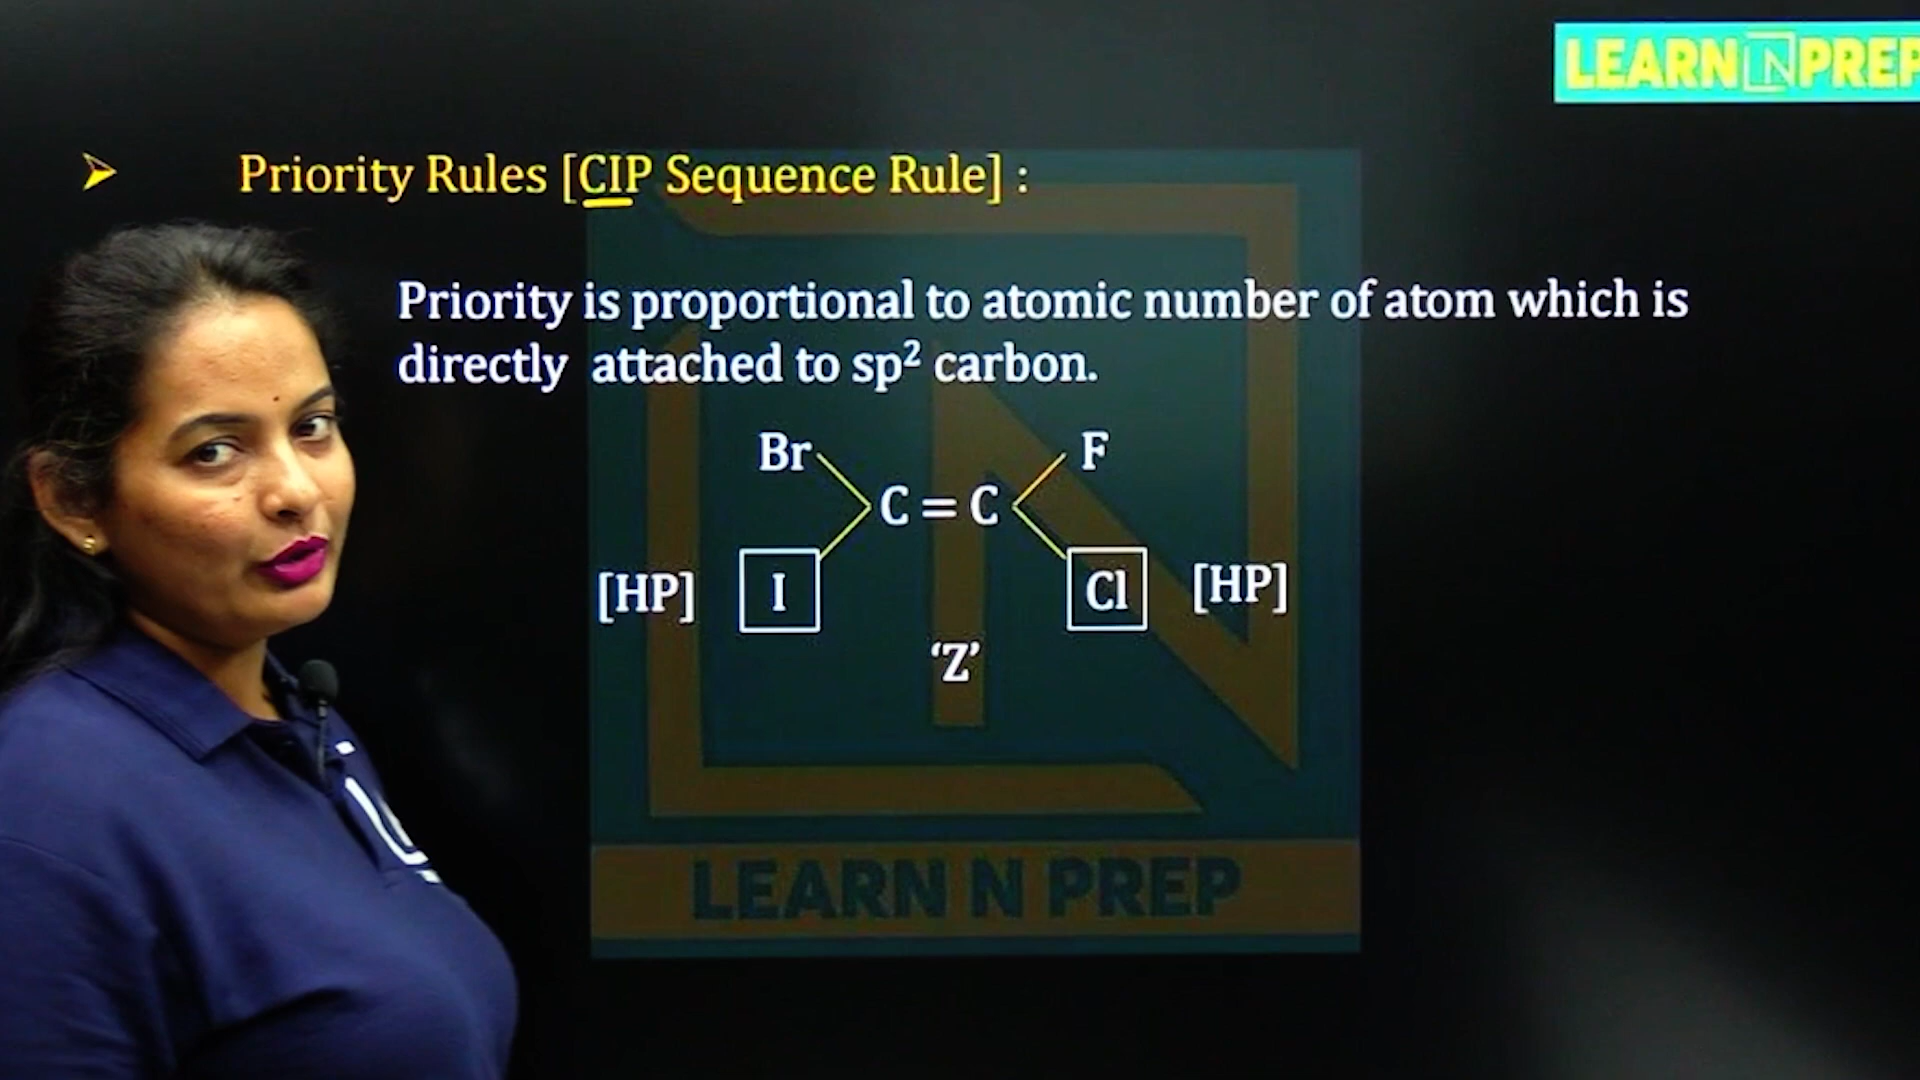 LEARN N PREP
Priority Rules [CIP Sequence Rule] :
Priority is proportional to atomic number of atom which is
directly attached to sp² carbon.
Br F
C = C
[HP] I Cl [HP]
‘Z’
LEARN N PREP